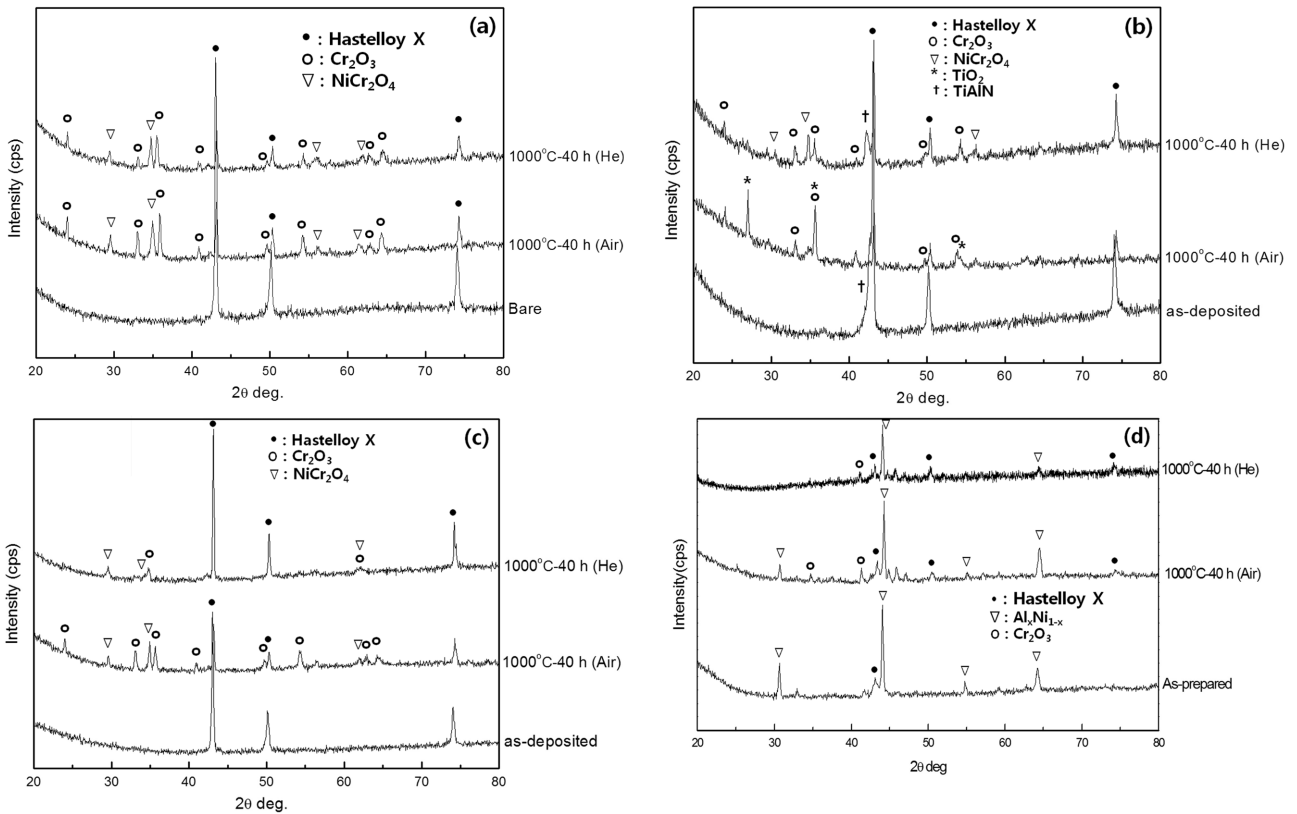 (a)
● : Hastelloy X
o : Cr₂O₃
▽ : NiCr₂O₄
Intensity (cps)
1000°C-40 h (He)
1000°C-40 h (Air)
Bare
20 30 40 50 60 70 80
2θ deg.
(b)
● : Hastelloy X
o : Cr₂O₃
▽ : NiCr₂O₄
* : TiO₂
† : TiAlN
Intensity (cps)
†
1000°C-40 h (He)
* *
*
1000°C-40 h (Air)
†
as-deposited
20 30 40 50 60 70 80
2θ deg.
(c)
● : Hastelloy X
o : Cr₂O₃
▽ : NiCr₂O₄
Intensity (cps)
1000°C-40 h (He)
1000°C-40 h (Air)
as-deposited
20 30 40 50 60 70 80
2θ deg.
(d)
Intensity(cps)
1000°C-40 h (He)
1000°C-40 h (Air)
● : Hastelloy X
▽ : AlₓNi₁₋ₓ
o : Cr₂O₃
As-prepared
20 30 40 50 60 70 80
2θ deg